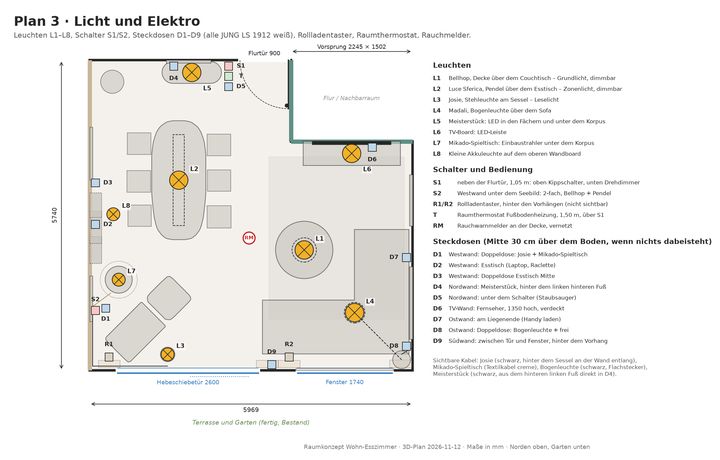 Plan 3 · Licht und Elektro
Leuchten L1–L8, Schalter S1/S2, Steckdosen D1–D9 (alle JUNG LS 1912 weiß), Rollladentaster, Raumthermostat, Rauchmelder.
Vorsprung 2245 × 1502
Flurtür 900
S1
T
D4
D5
L5
Flur / Nachbarraum
D6
L6
L2
D3
L8
D2
RM
L1
5740
D7
L7
S2
D1
L4
R1
L3
R2
D9
D8
Hebeschiebetür 2600
Fenster 1740
5969
Terrasse und Garten (fertig, Bestand)
Leuchten
L1 Bellhop, Decke über dem Couchtisch – Grundlicht, dimmbar
L2 Luce Sferica, Pendel über dem Esstisch – Zonenlicht, dimmbar
L3 Josie, Stehleuchte am Sessel – Leselicht
L4 Madali, Bogenleuchte über dem Sofa
L5 Meisterstück: LED in den Fächern und unter dem Korpus
L6 TV-Board: LED-Leiste
L7 Mikado-Spieltisch: Einbaustrahler unter dem Korpus
L8 Kleine Akkuleuchte auf dem oberen Wandboard
Schalter und Bedienung
S1 neben der Flurtür, 1,05 m: oben Kippschalter, unten Drehdimmer
S2 Westwand unter dem Seebild: 2-fach, Bellhop + Pendel
R1/R2 Rollladentaster, hinter den Vorhängen (nicht sichtbar)
T Raumthermostat Fußbodenheizung, 1,50 m, über S1
RM Rauchwarnmelder an der Decke, vernetzt
Steckdosen (Mitte 30 cm über dem Boden, wenn nichts dabeisteht)
D1 Westwand: Doppeldose: Josie + Mikado-Spieltisch
D2 Westwand: Esstisch (Laptop, Raclette)
D3 Westwand: Doppeldose Esstisch Mitte
D4 Nordwand: Meisterstück, hinter dem linken hinteren Fuß
D5 Nordwand: unter dem Schalter (Staubsauger)
D6 TV-Wand: Fernseher, 1350 hoch, verdeckt
D7 Ostwand: am Liegenende (Handy laden)
D8 Ostwand: Doppeldose: Bogenleuchte + frei
D9 Südwand: zwischen Tür und Fenster, hinter dem Vorhang
Sichtbare Kabel: Josie (schwarz, hinter dem Sessel an der Wand entlang),
Mikado-Spieltisch (Textilkabel creme), Bogenleuchte (schwarz, Flachstecker),
Meisterstück (schwarz, aus dem hinteren linken Fuß direkt in D4).
Raumkonzept Wohn-Esszimmer · 3D-Plan 2026-11-12 · Maße in mm · Norden oben, Garten unten